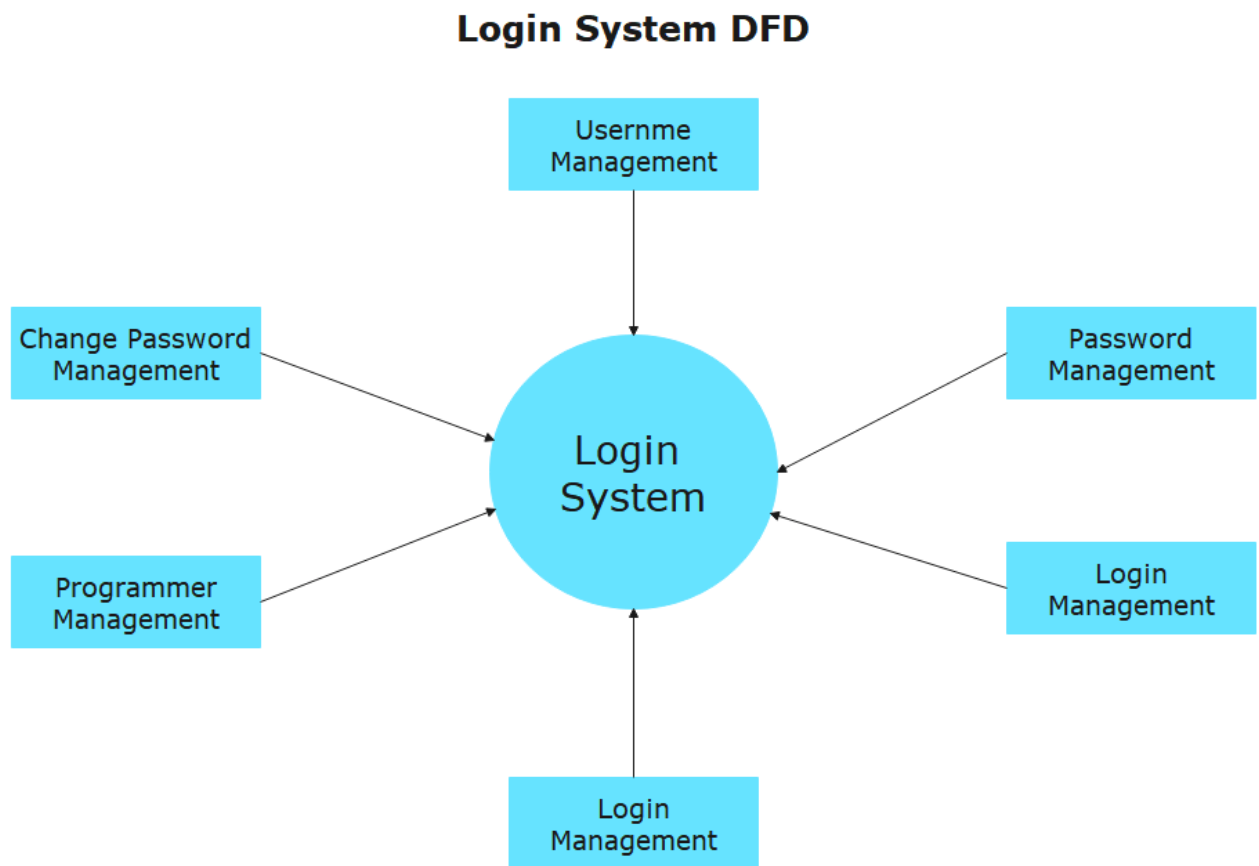 Login System DFD
Usernme
Management
Change Password
Management
Password
Management
Login
System
Programmer
Management
Login
Management
Login
Management